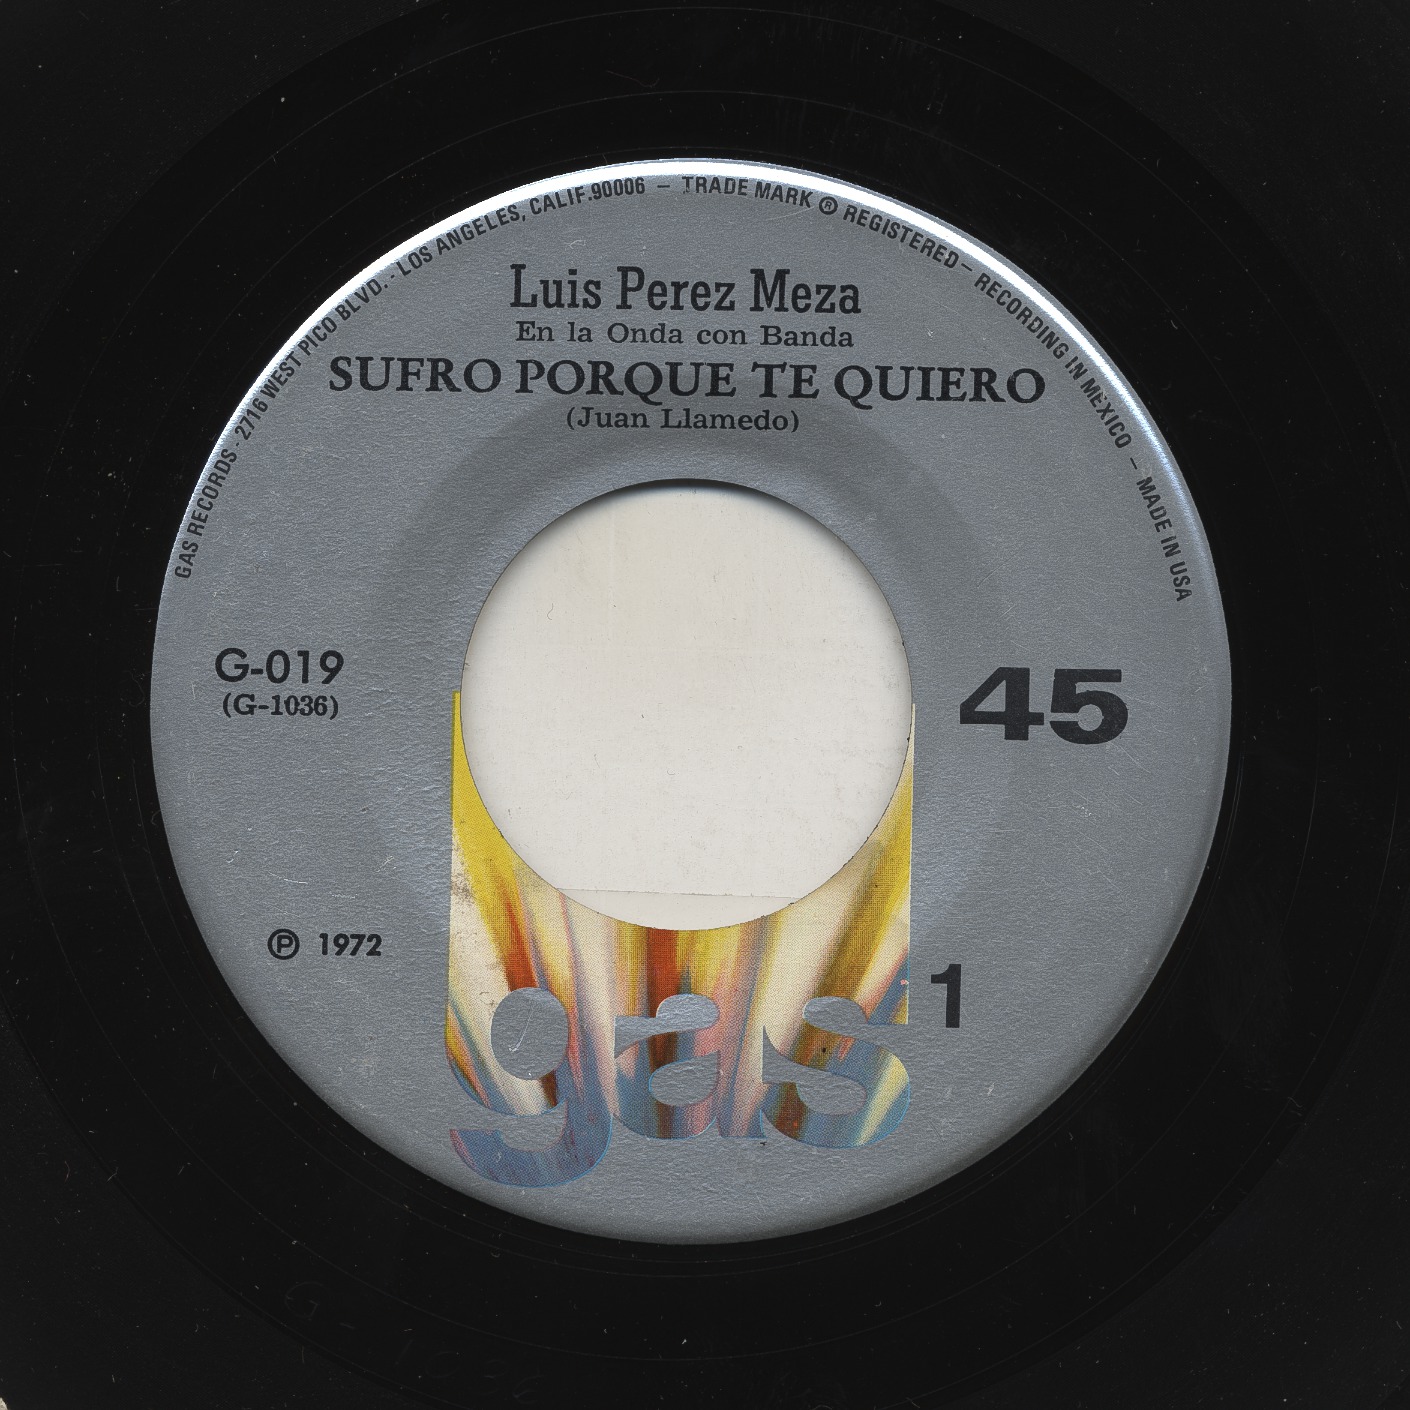 GAS RECORDS - 2716 WEST PICO BLVD. - LOS ANGELES, CALIF. 90006 — TRADE MARK ® REGISTERED — RECORDING IN MÉXICO — MADE IN USA
Luis Perez Meza
En la Onda con Banda
SUFRO PORQUE TE QUIERO
(Juan Llamedo)
G-019
(G-1036)
45
℗ 1972
1
gas